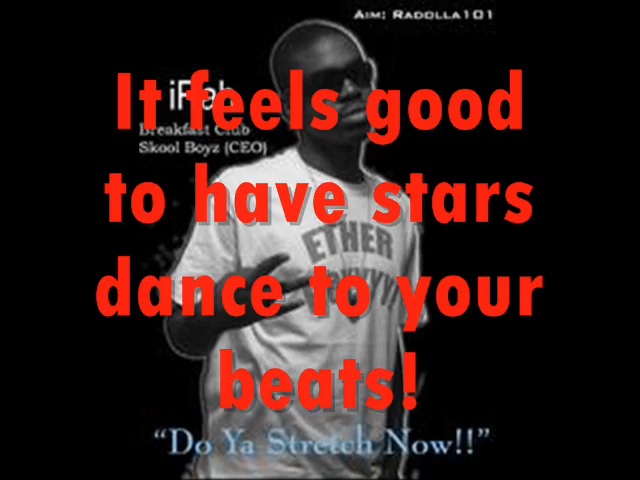 Aim: Radolla101
It feels good
Breakfast Club
Skool Boyz (CEO)
to have stars
ETHER
dance to your
beats!
“Do Ya Stretch Now!!”